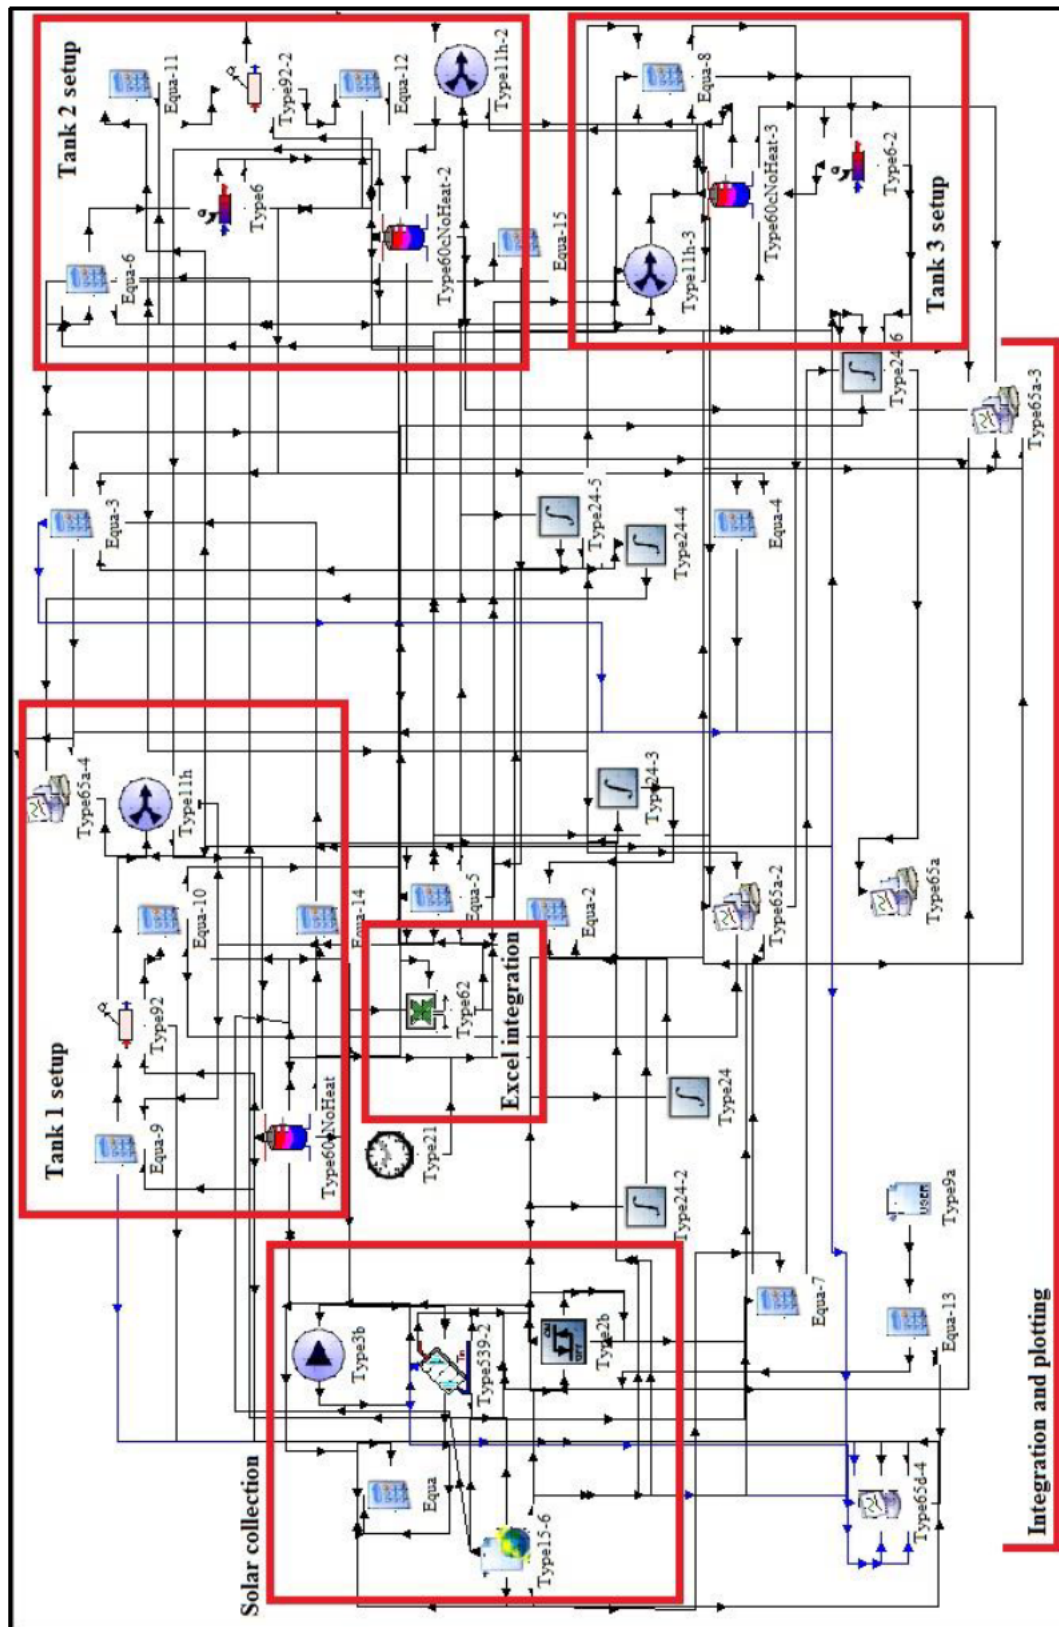 Tank 1 setup
Equa-9
Type92
Equa-10
Type11h
Type65a-4
Type60cNoHeat
Equa-14
Tank 2 setup
Equa-6
Type6
Equa-11
Type92-2
Equa-12
Type11h-2
Type60cNoHeat-2
Equa-15
Equa-3
Solar collection
Equa
Type15-6
Type3b
Type539-2
Type2b
Type21
Excel integration
Type62
Equa-5
Equa-2
Type24-3
Type24-2
Type24
Type24-5
Type24-4
Equa-4
Type65a-2
Tank 3 setup
Type11h-3
Type60cNoHeat-3
Equa-8
Type6-2
Type24-6
Type65a-3
Type65a
Equa-7
USER
Type9a
Equa-13
Type65d-4
Integration and plotting